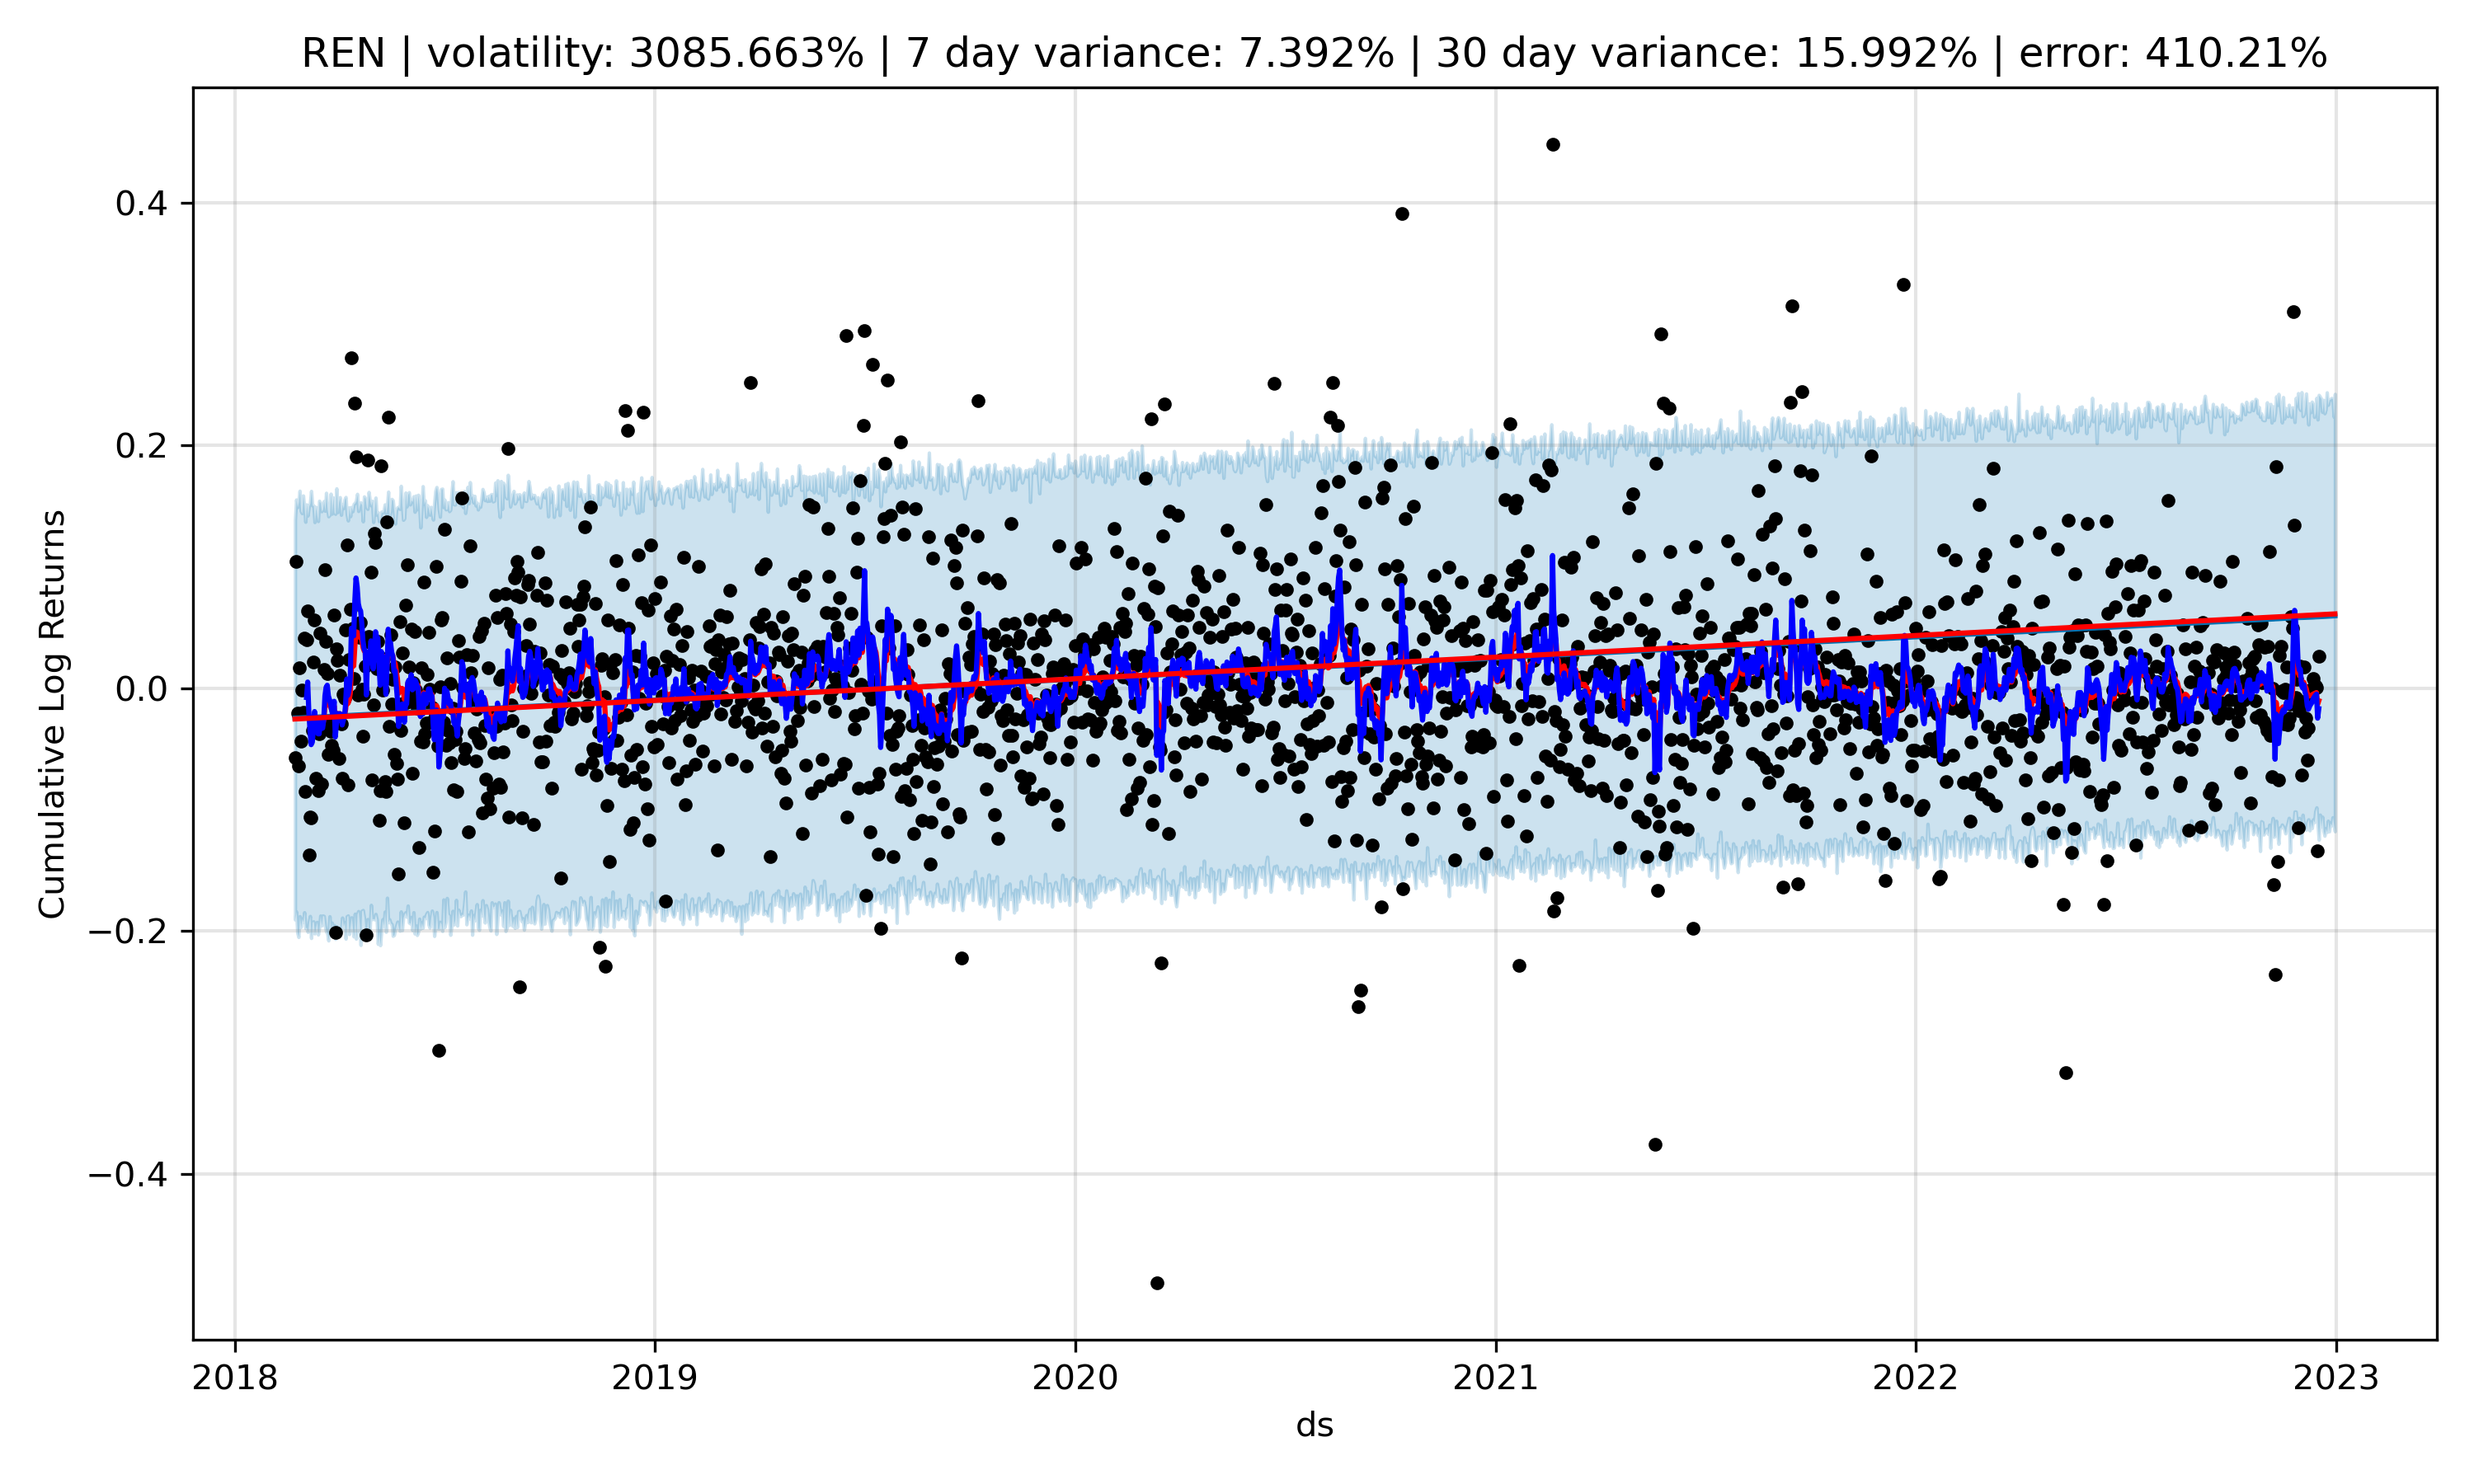 REN | volatility: 3085.663% | 7 day variance: 7.392% | 30 day variance: 15.992% | error: 410.21%
Cumulative Log Returns
0.4
0.2
0.0
−0.2
−0.4
2018 2019 2020 2021 2022 2023
ds